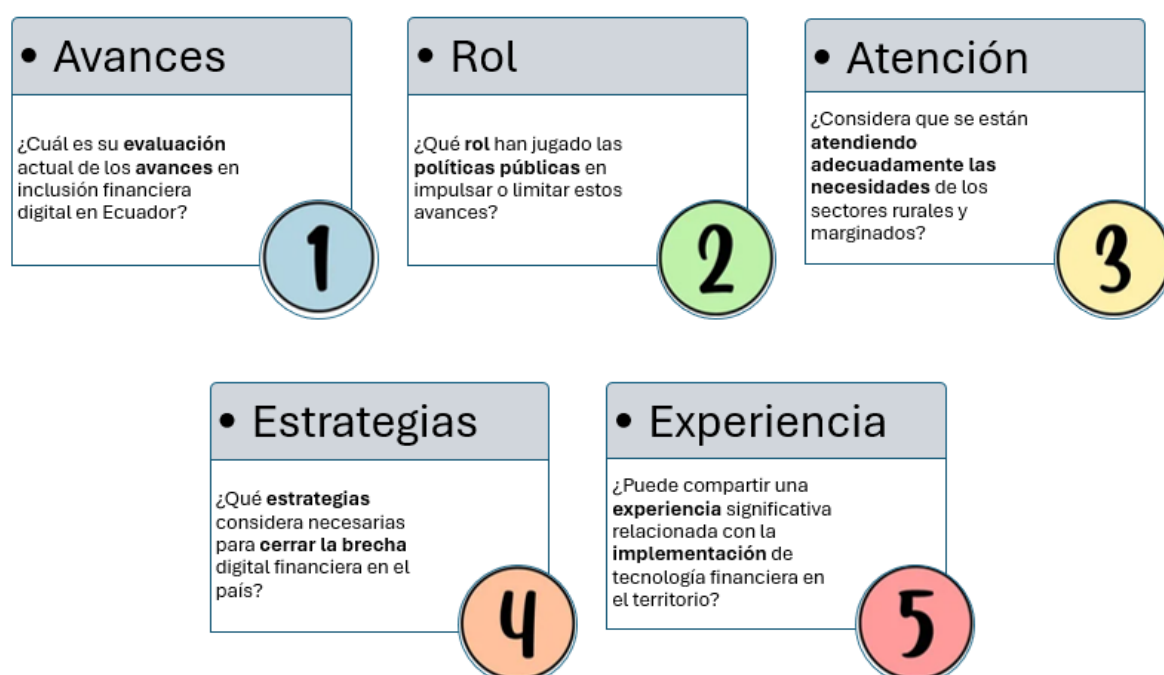 • Avances
¿Cuál es su evaluación
actual de los avances en
inclusión financiera
digital en Ecuador?
1
• Rol
¿Qué rol han jugado las
políticas públicas en
impulsar o limitar estos
avances?
2
• Atención
¿Considera que se están
atendiendo
adecuadamente las
necesidades de los
sectores rurales y
marginados?
3
• Estrategias
¿Qué estrategias
considera necesarias
para cerrar la brecha
digital financiera en el
país?
4
• Experiencia
¿Puede compartir una
experiencia significativa
relacionada con la
implementación de
tecnología financiera en
el territorio?
5